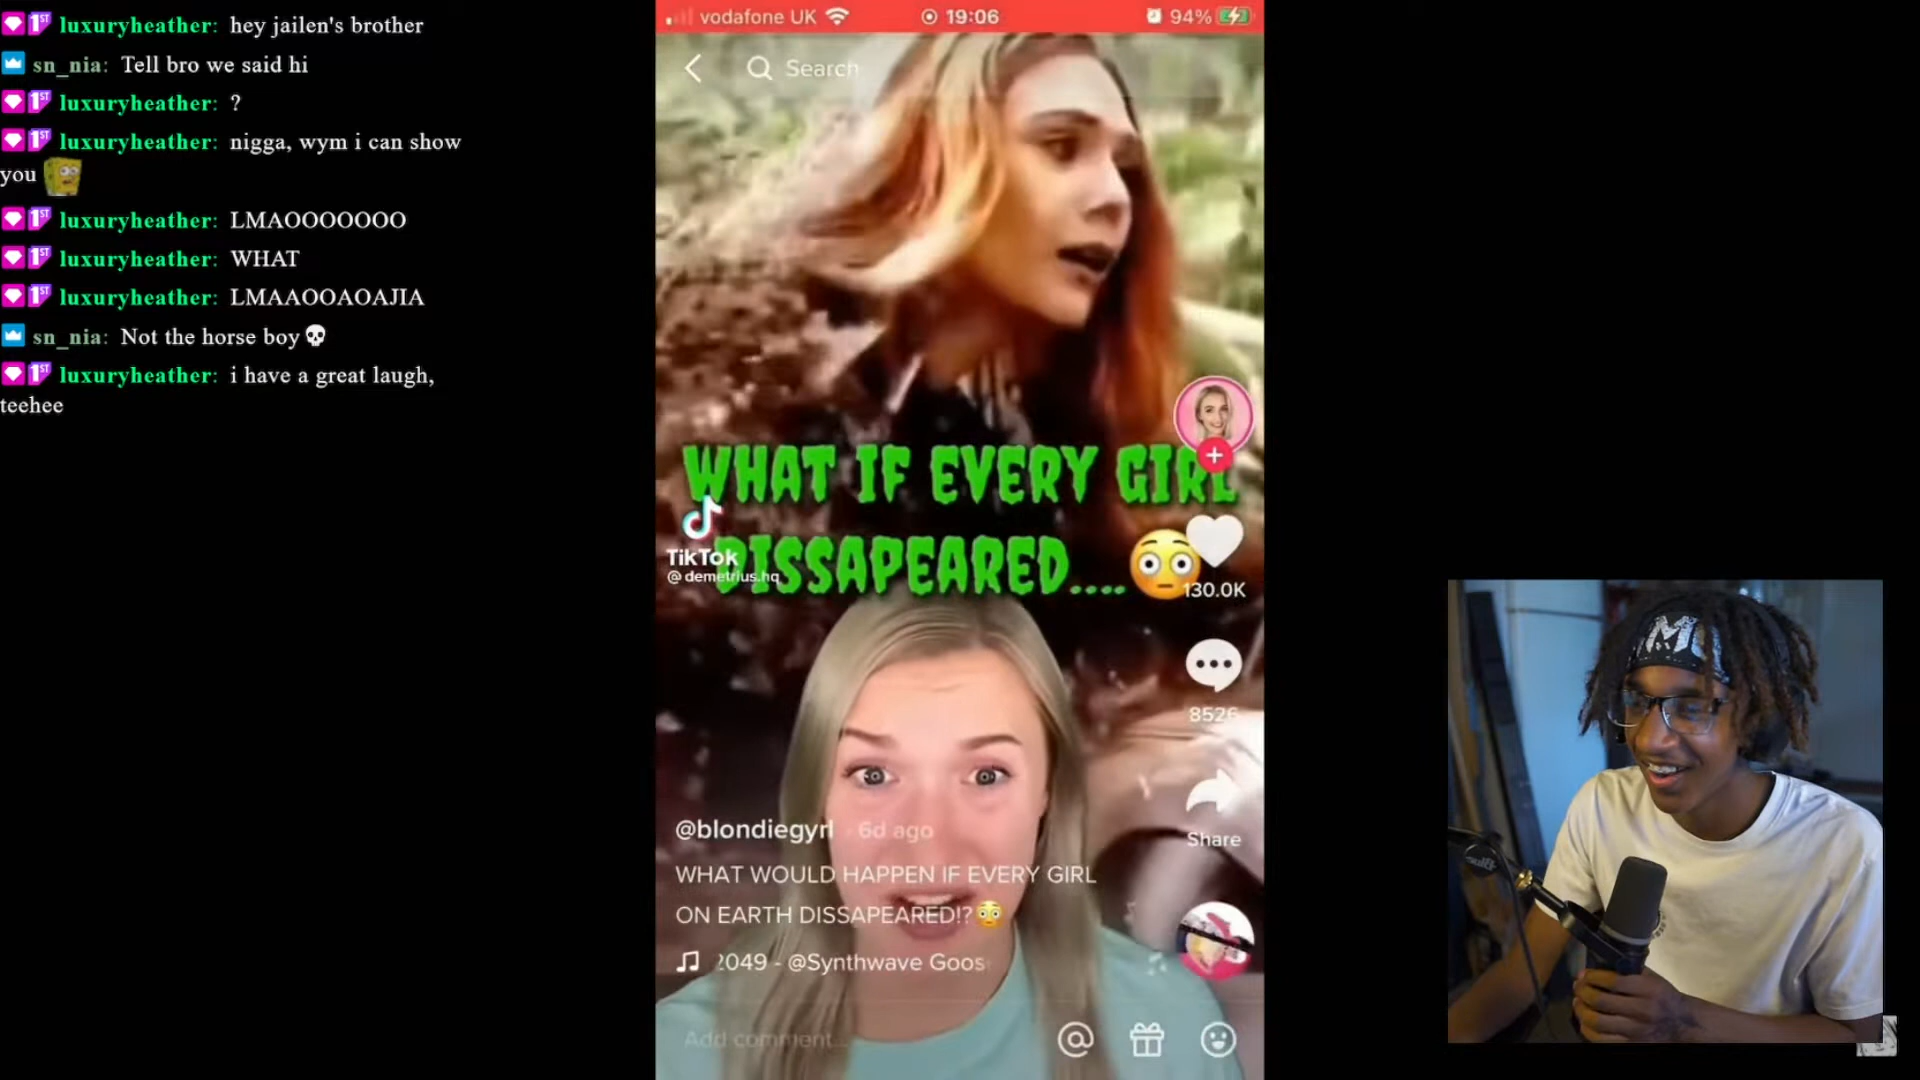 luxuryheather: hey jailen's brother
sn_nia: Tell bro we said hi
luxuryheather: ?
luxuryheather: nigga, wym i can show
you
luxuryheather: LMAOOOOOOO
luxuryheather: WHAT
luxuryheather: LMAAOOAOAJIA
sn_nia: Not the horse boy💀
luxuryheather: i have a great laugh,
teehee
vodafone UK 19:06 94%
Search
WHAT IF EVERY GIRL
DISSAPEARED....😳
TikTok
@demetrius.hq
130.0K
8526
Share
@blondiegyrl · 6d ago
WHAT WOULD HAPPEN IF EVERY GIRL
ON EARTH DISSAPEARED!?😳
2049 - @Synthwave Goos
Add comment...